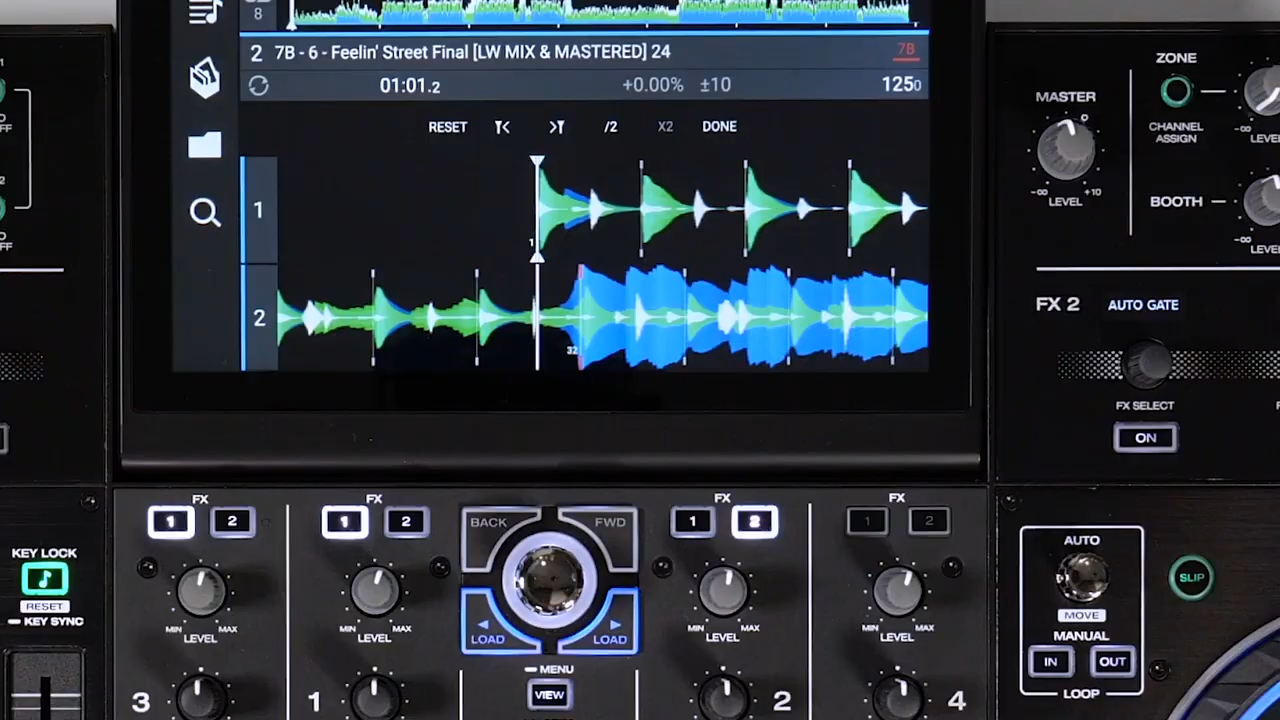 8
2 7B - 6 - Feelin' Street Final [LW MIX & MASTERED] 24 7B
01:01.2 +0.00% ±10 1250
RESET /2 X2 DONE
1
1
2
32
ZONE
MASTER
CHANNEL
ASSIGN
-∞ +10
LEVEL
-∞
LEVEL
BOOTH
-∞
LEVEL
FX 2 AUTO GATE
FX SELECT
ON
FX FX FX FX
1 2 1 2 1 2 1 2
BACK FWD
MIN MAX MIN MAX MIN MAX MIN MAX
LEVEL LEVEL LEVEL LEVEL
LOAD LOAD
MENU
VIEW
3 1 2 4
KEY LOCK
RESET
KEY SYNC
AUTO
SLIP
MOVE
MANUAL
IN OUT
LOOP